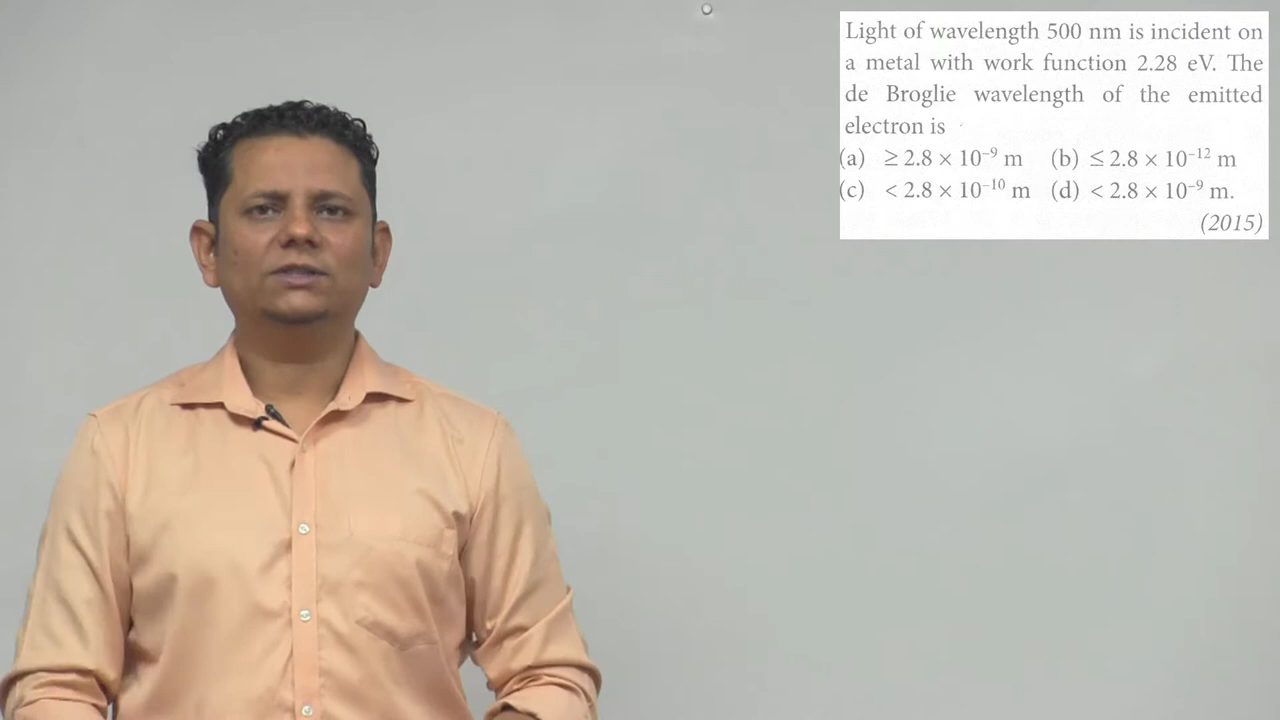 Light of wavelength 500 nm is incident on
a metal with work function 2.28 eV. The
de Broglie wavelength of the emitted
electron is
(a) ≥ 2.8 × 10⁻⁹ m (b) ≤ 2.8 × 10⁻¹² m
(c) < 2.8 × 10⁻¹⁰ m (d) < 2.8 × 10⁻⁹ m.
(2015)